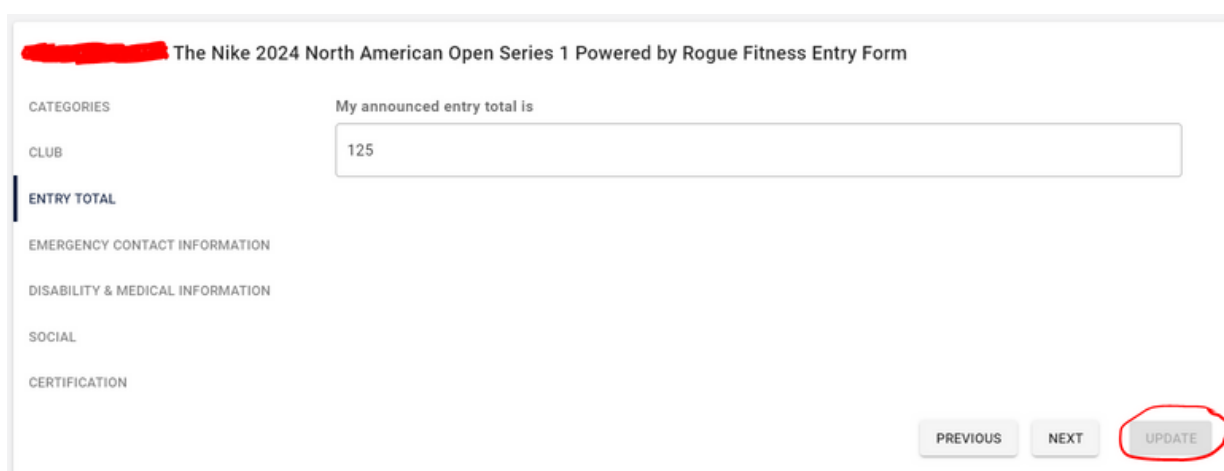 The Nike 2024 North American Open Series 1 Powered by Rogue Fitness Entry Form
CATEGORIES
CLUB
ENTRY TOTAL
EMERGENCY CONTACT INFORMATION
DISABILITY & MEDICAL INFORMATION
SOCIAL
CERTIFICATION
My announced entry total is
125
PREVIOUS NEXT UPDATE